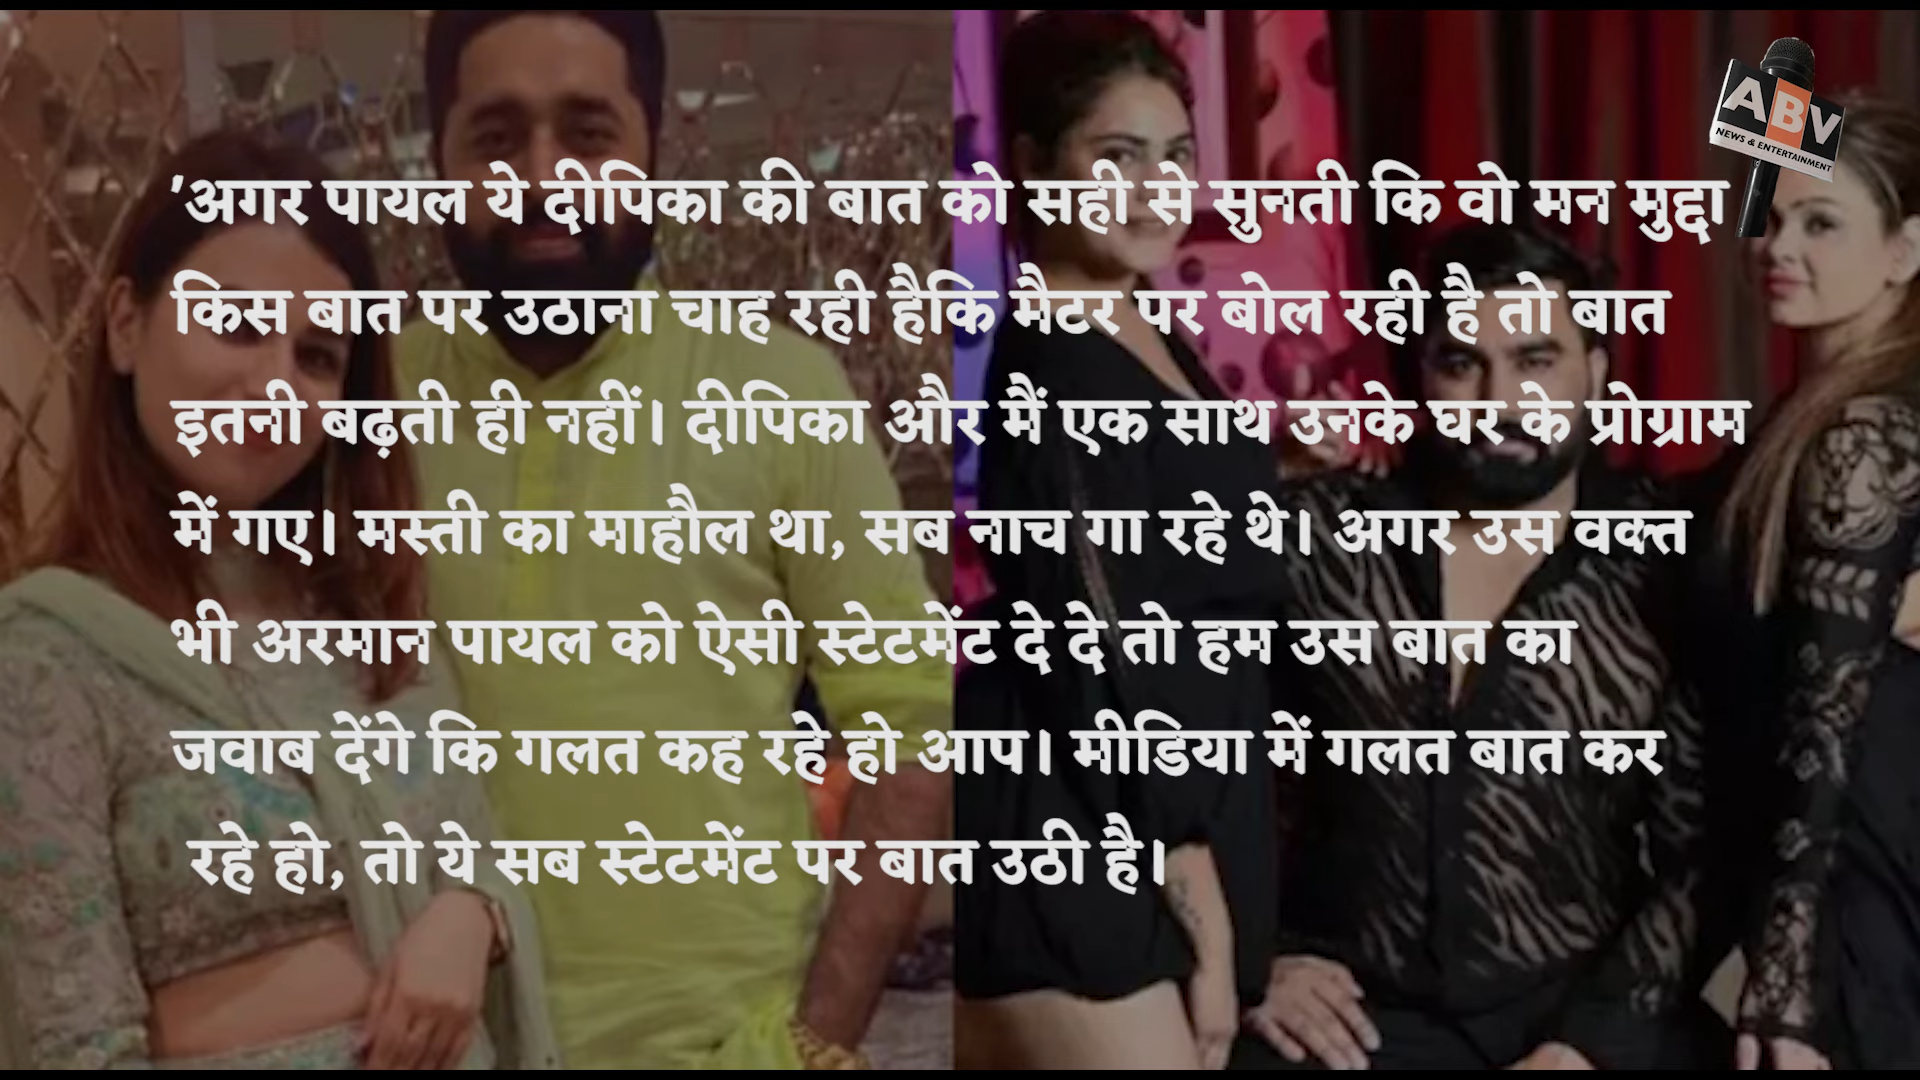 ABV
NEWS & ENTERTAINMENT
'अगर पायल ये दीपिका की बात को सही से सुनती कि वो मन मुद्दा
किस बात पर उठाना चाह रही हैकि मैटर पर बोल रही है तो बात
इतनी बढ़ती ही नहीं। दीपिका और मैं एक साथ उनके घर के प्रोग्राम
में गए। मस्ती का माहौल था, सब नाच गा रहे थे। अगर उस वक्त
भी अरमान पायल को ऐसी स्टेटमेंट दे दे तो हम उस बात का
जवाब देंगे कि गलत कह रहे हो आप। मीडिया में गलत बात कर
रहे हो, तो ये सब स्टेटमेंट पर बात उठी है।